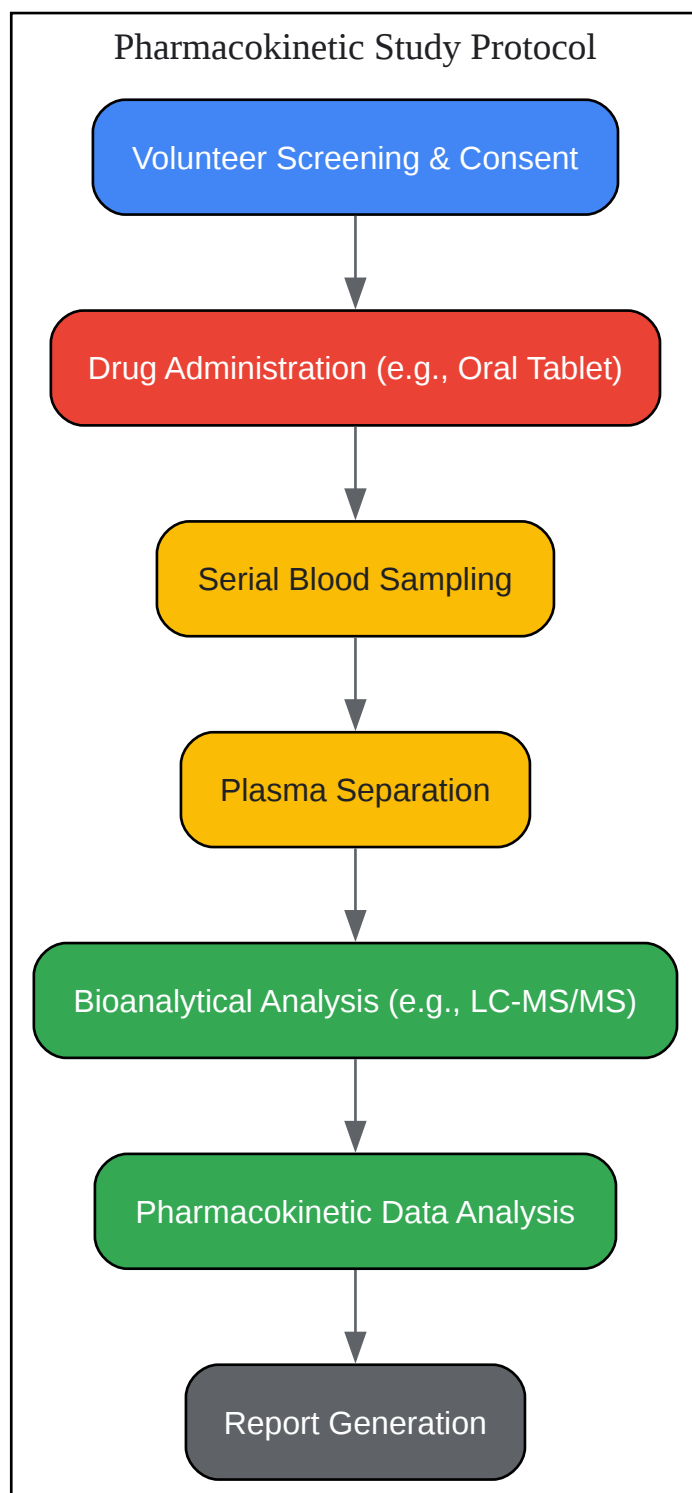 Pharmacokinetic Study Protocol
Volunteer Screening & Consent
Drug Administration (e.g., Oral Tablet)
Serial Blood Sampling
Plasma Separation
Bioanalytical Analysis (e.g., LC-MS/MS)
Pharmacokinetic Data Analysis
Report Generation